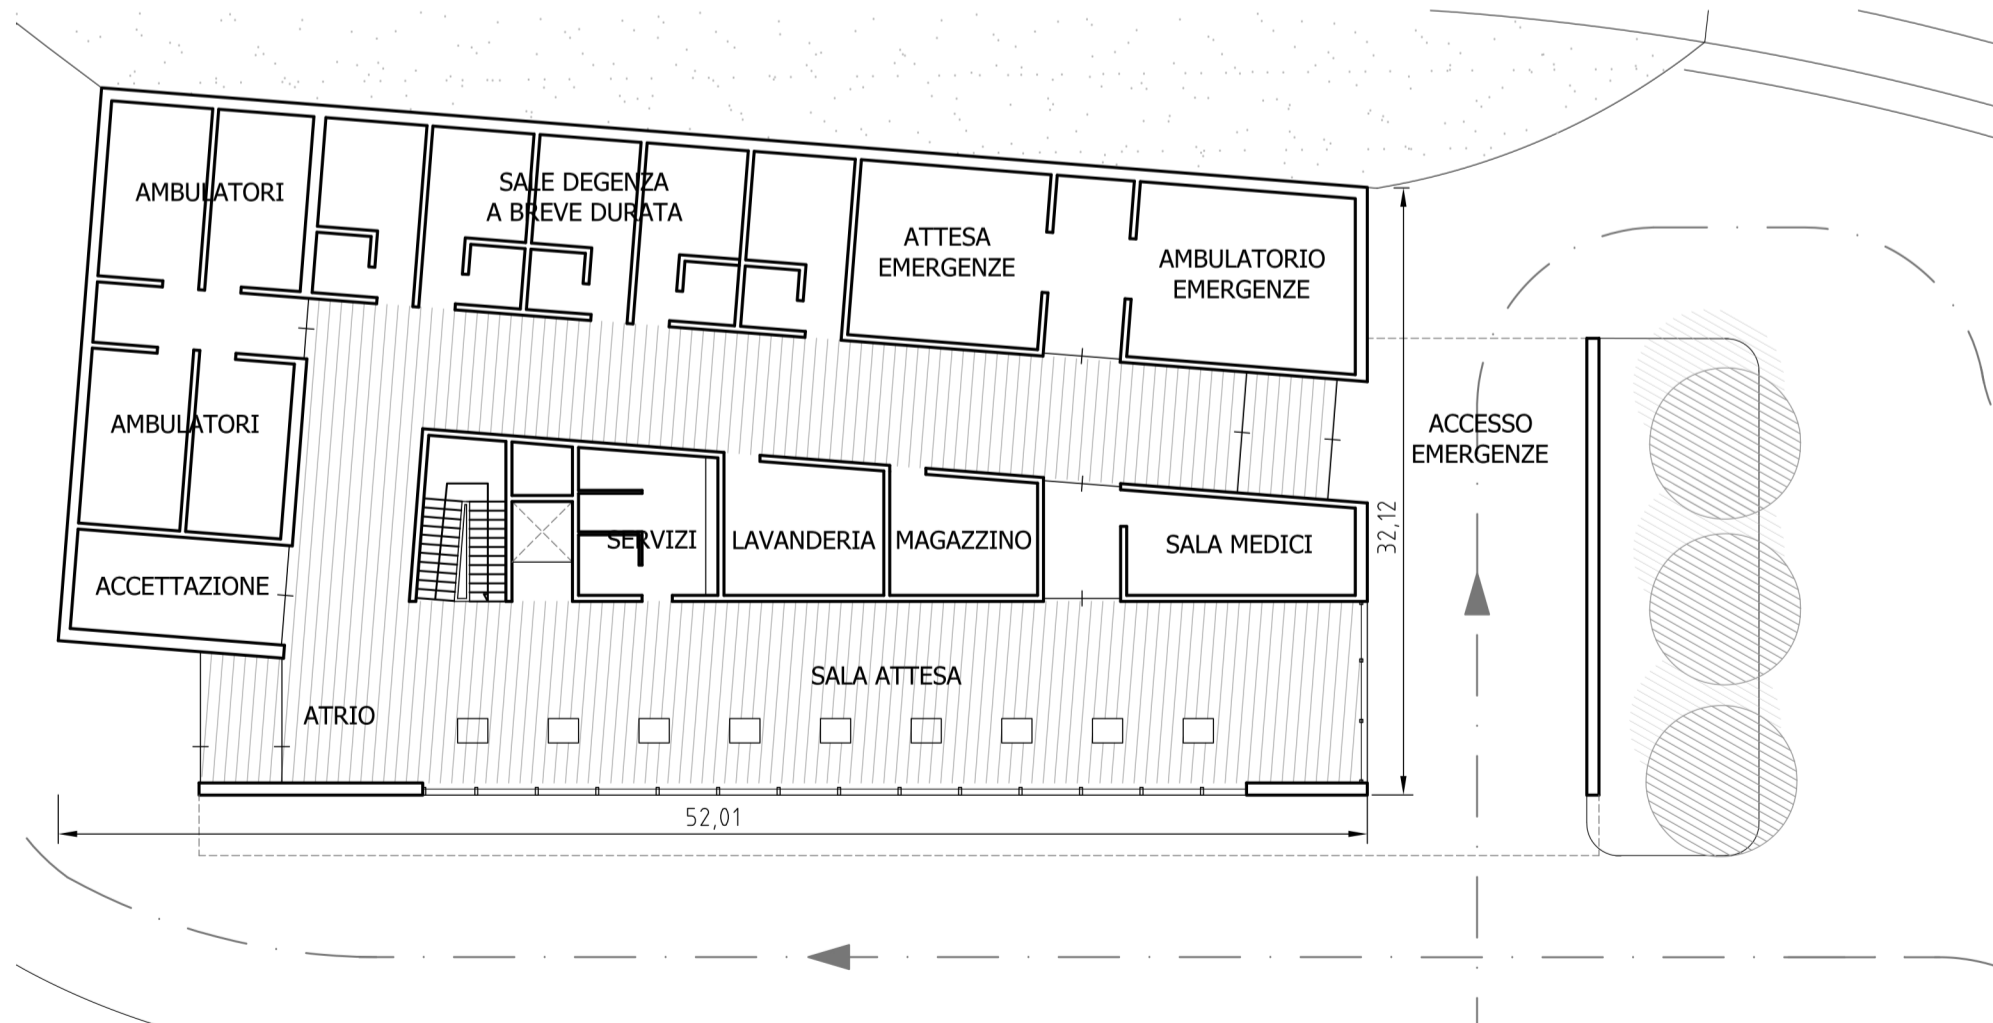 AMBULATORI
SALE DEGENZA
A BREVE DURATA
ATTESA
EMERGENZE
AMBULATORIO
EMERGENZE
AMBULATORI
ACCESSO
EMERGENZE
SERVIZI
LAVANDERIA
MAGAZZINO
SALA MEDICI
32,12
ACCETTAZIONE
SALA ATTESA
ATRIO
52,01